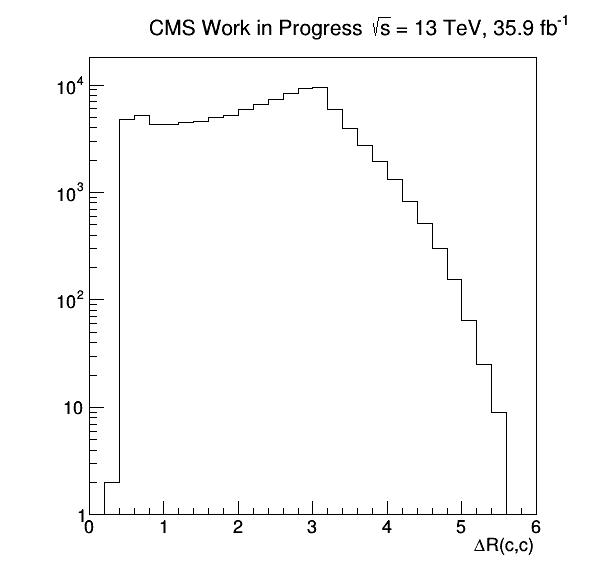 CMS Work in Progress √s = 13 TeV, 35.9 fb⁻¹
10⁴
10³
10²
10
1
0 1 2 3 4 5 6
ΔR(c,c)